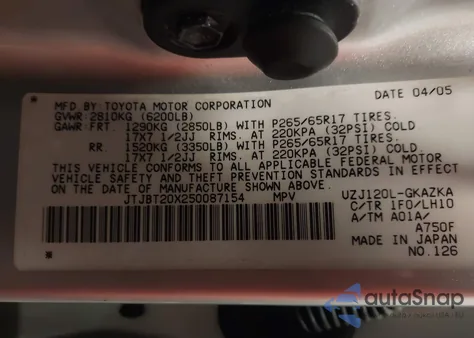 MFD BY: TOYOTA MOTOR CORPORATION DATE 04/05
GVWR: 2810KG (6200LB)
GAWR: FRT. 1290KG (2850LB) WITH P265/65R17 TIRES.
17X7 1/2JJ RIMS. AT 220KPA (32PSI) COLD
RR. 1520KG (3350LB) WITH P265/65R17 TIRES.
17X7 1/2JJ RIMS. AT 220KPA (32PSI) COLD
THIS VEHICLE CONFORMS TO ALL APPLICABLE FEDERAL MOTOR
VEHICLE SAFETY AND THEFT PREVENTION STANDARDS IN EFFECT
ON THE DATE OF MANUFACTURE SHOWN ABOVE.
JTJBT20X250087154 MPV UZJ120L-GKAZKA
C/TR 1F0/LH10
A/TM A01A/
A750F
MADE IN JAPAN
NO.126
autaSnap